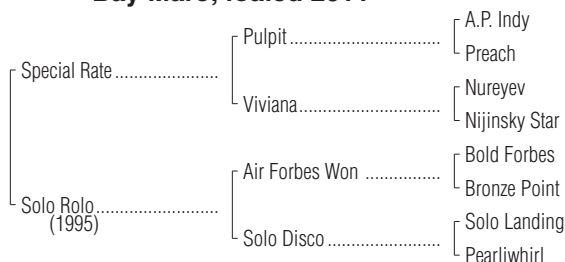 Bay Mare; foaled
A.P. Indy
Pulpit
Preach
Special Rate
Nureyev
Viviana
Nijinsky Star
Bold Forbes
Air Forbes Won
Bronze Point
Solo Rolo
(1995)
Solo Landing
Solo Disco
Pearliwhirl